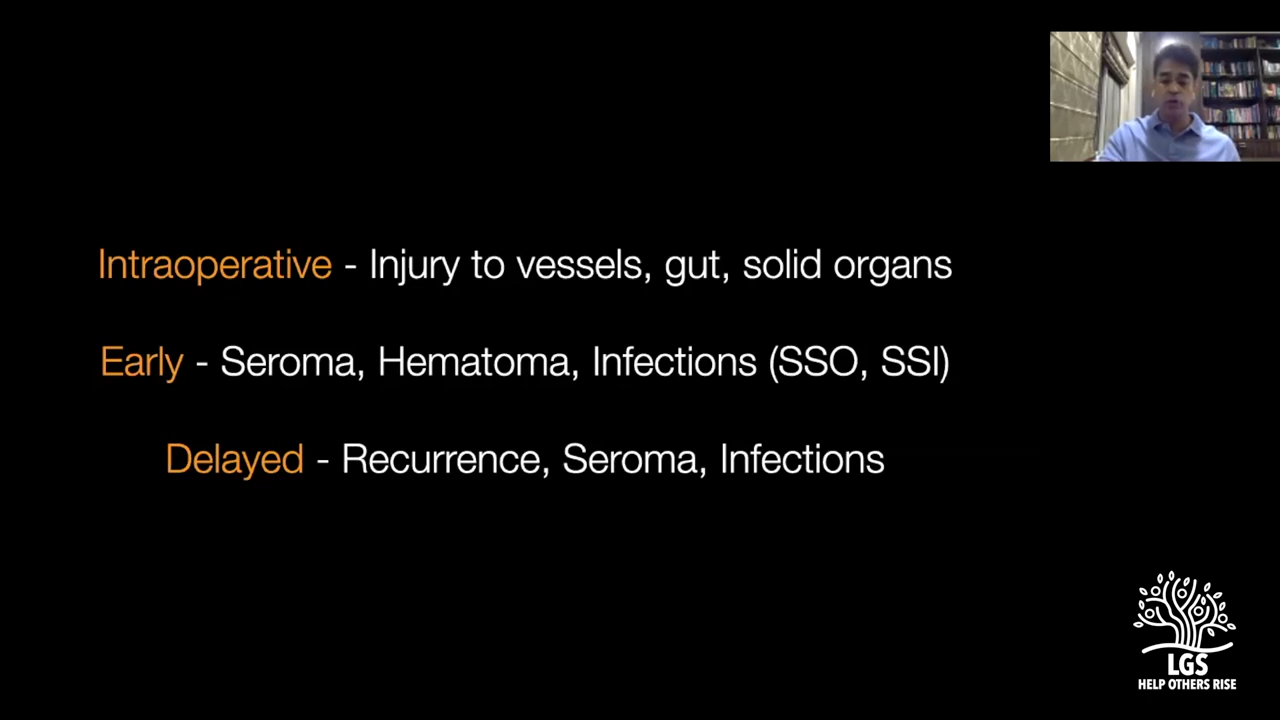 Intraoperative - Injury to vessels, gut, solid organs
Early - Seroma, Hematoma, Infections (SSO, SSI)
Delayed - Recurrence, Seroma, Infections
LGS
HELP OTHERS RISE